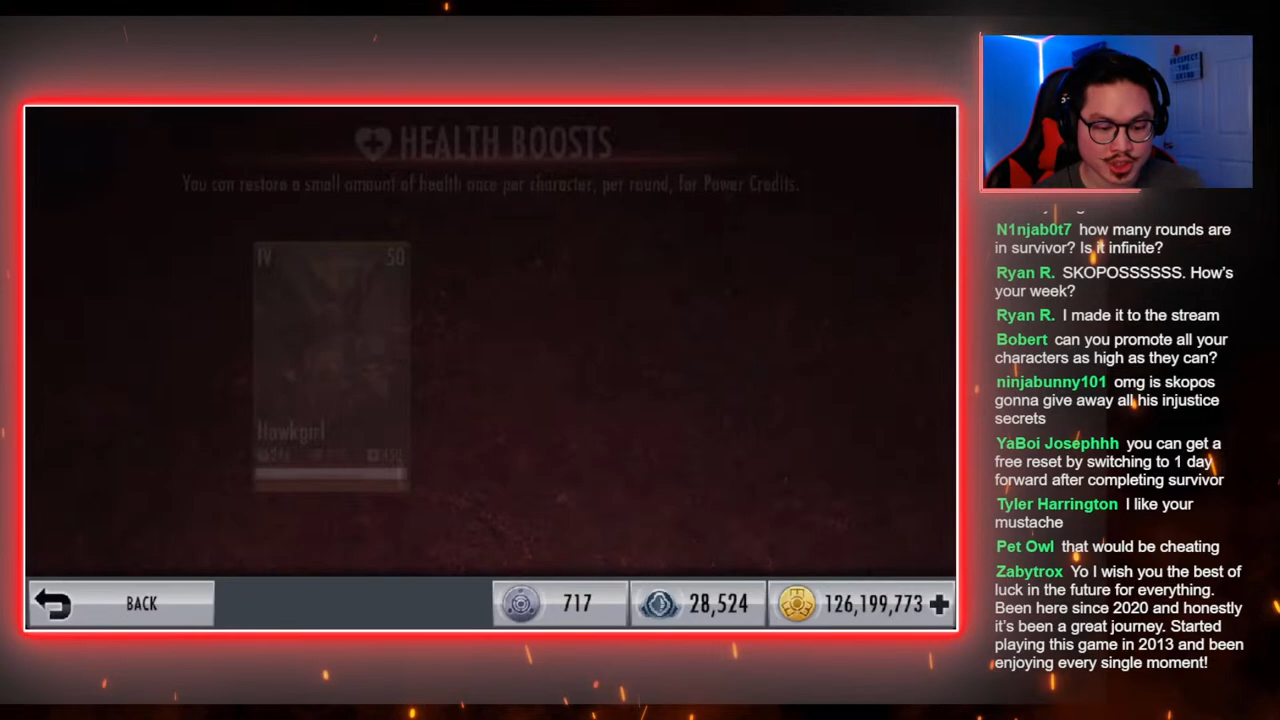 HEALTH BOOSTS
You can restore a small amount of health once per character, per round, for Power Credits.
IV 50
Hawkgirl
BACK
717
28,524
126,199,773
PROSPECT
THE
GRIND
N1njab0t7 how many rounds are
in survivor? Is it infinite?
Ryan R. SKOPOSSSSSS. How's
your week?
Ryan R. I made it to the stream
Bobert can you promote all your
characters as high as they can?
ninjabunny101 omg is skopos
gonna give away all his injustice
secrets
YaBoi Josephhh you can get a
free reset by switching to 1 day
forward after completing survivor
Tyler Harrington I like your
mustache
Pet Owl that would be cheating
Zabytrox Yo I wish you the best of
luck in the future for everything.
Been here since 2020 and honestly
it's been a great journey. Started
playing this game in 2013 and been
enjoying every single moment!